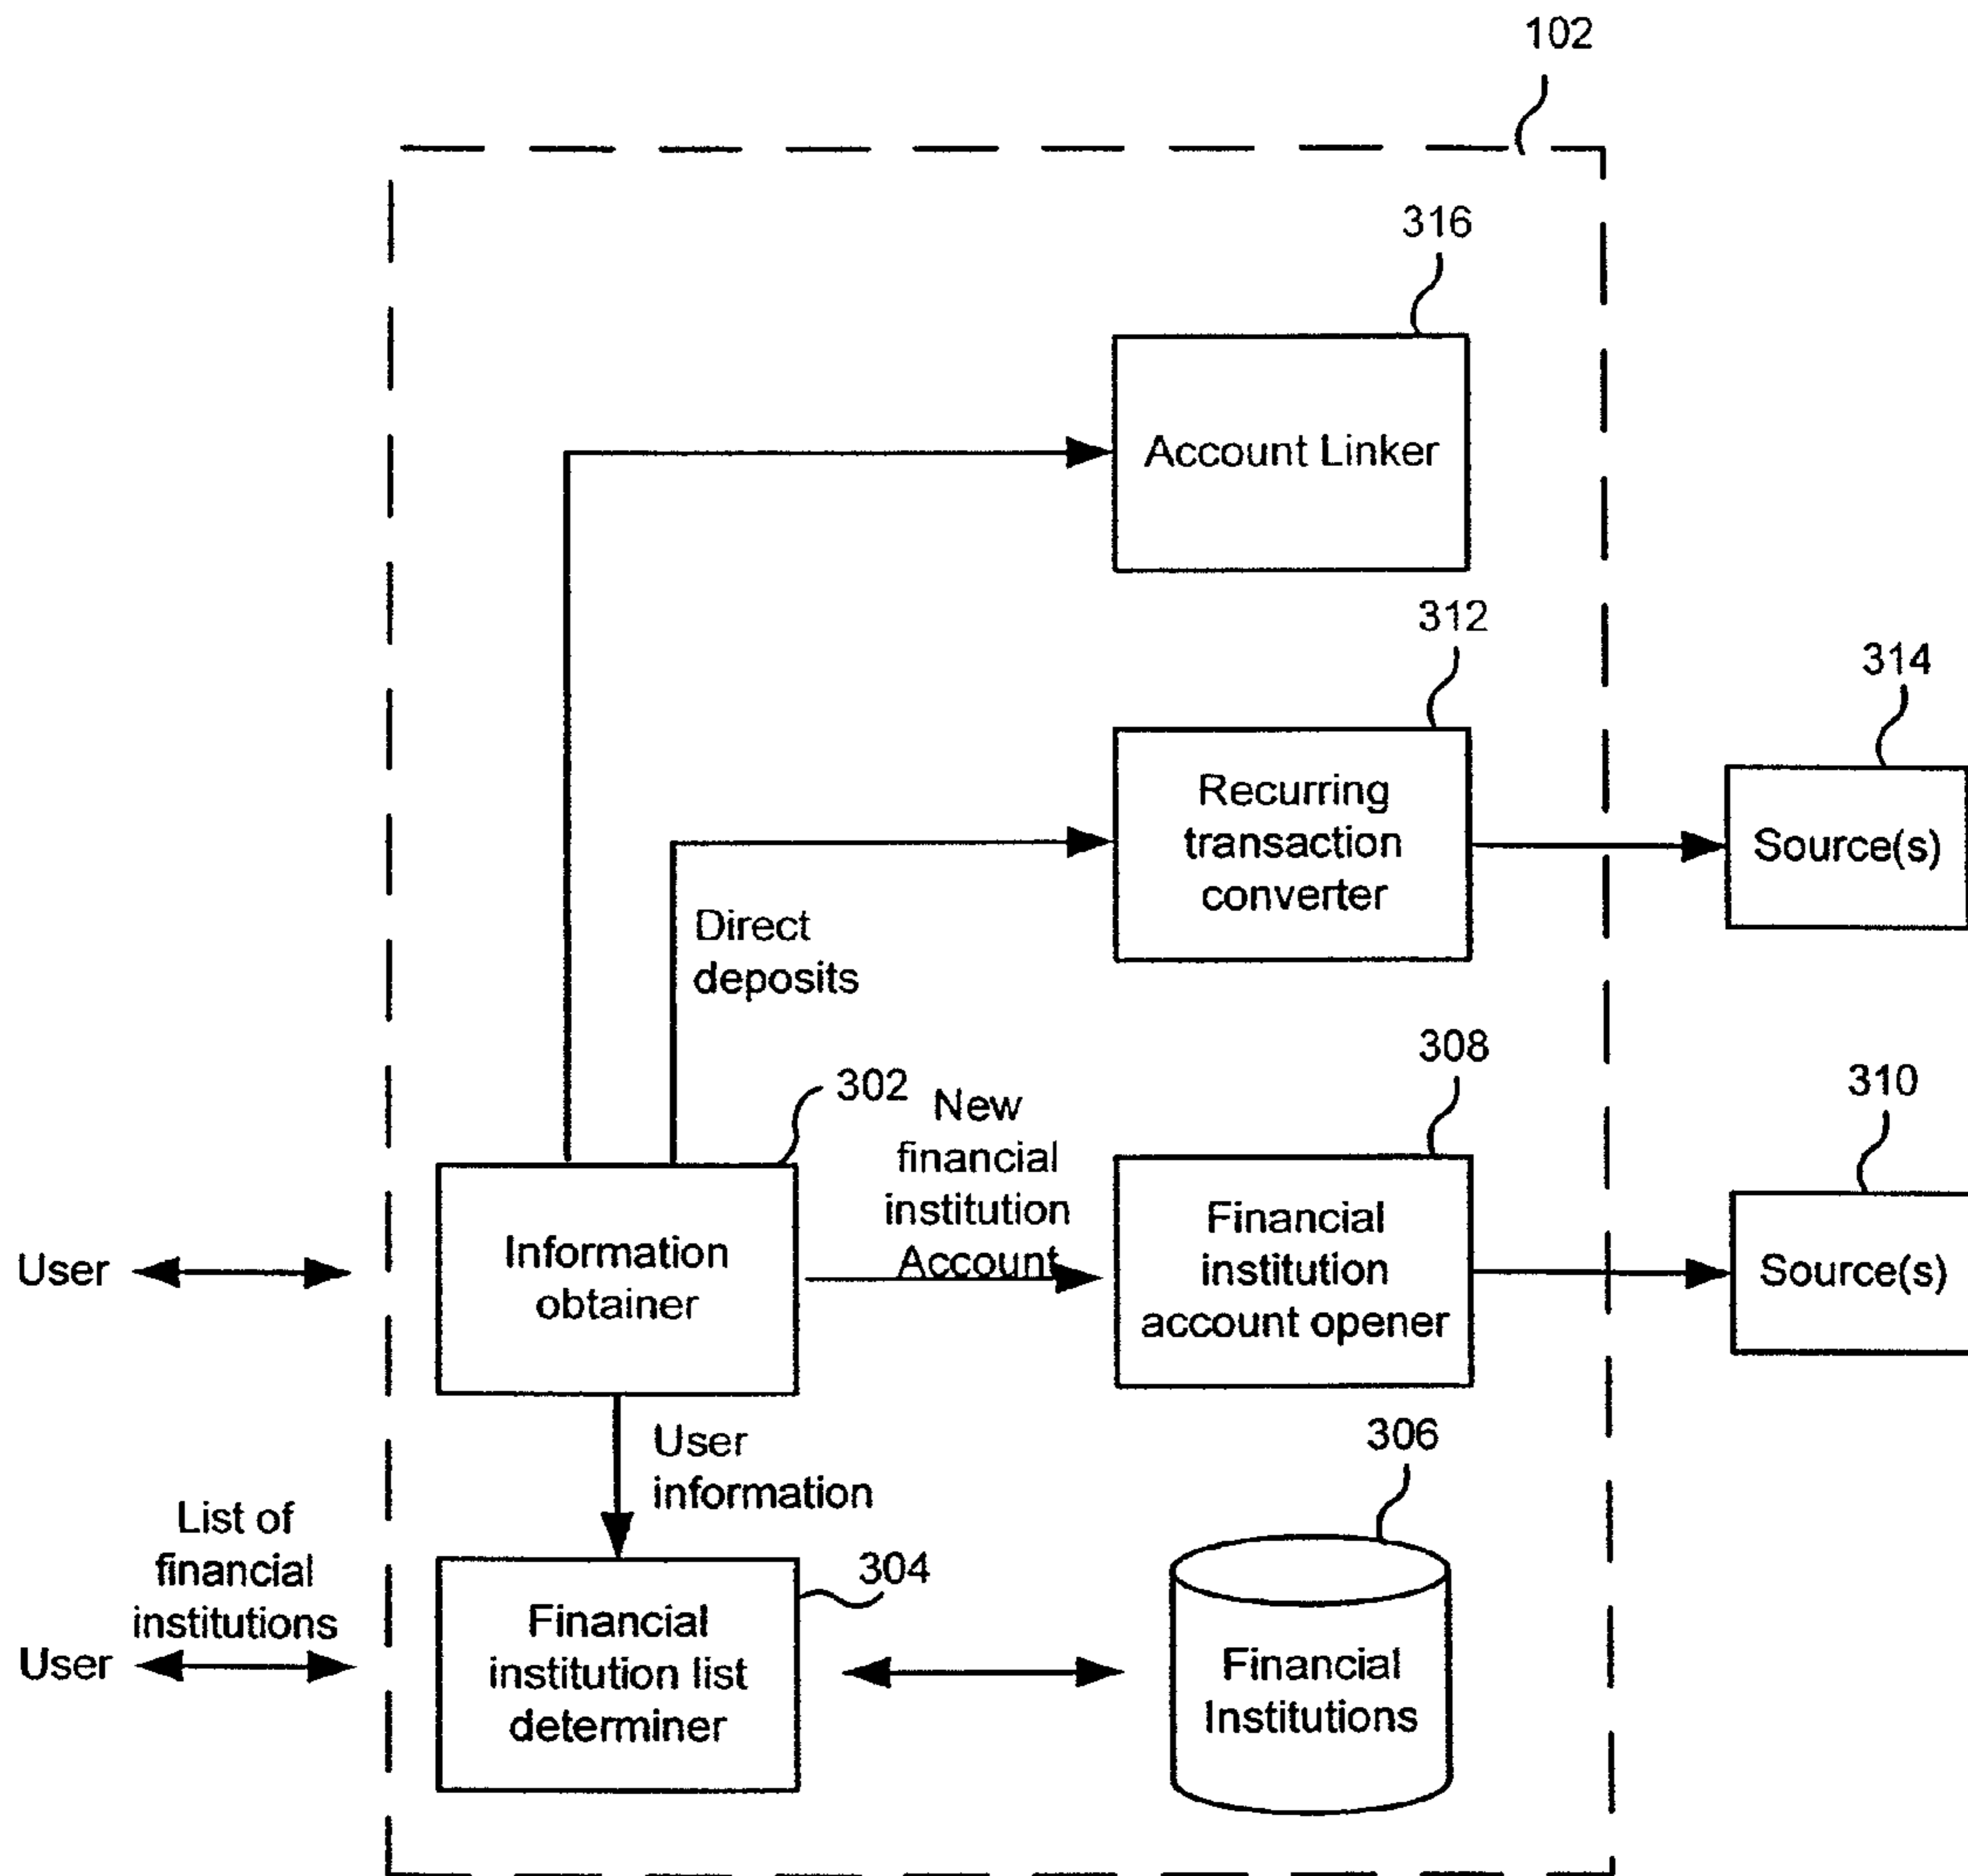 102
316
Account Linker
312
314
Recurring
transaction
converter
Source(s)
Direct
deposits
308
302
New
financial
institution
Account
310
Information
obtainer
Financial
institution
account opener
Source(s)
User
User
information
306
List of
financial
institutions
304
User
Financial
institution list
determiner
Financial
Institutions